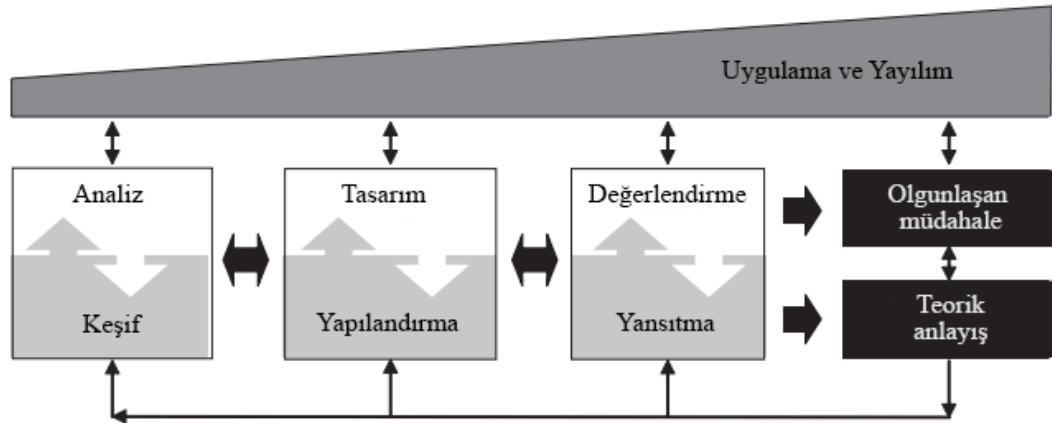 Uygulama ve Yayılım
Analiz
Keşif
Tasarım
Yapılandırma
Değerlendirme
Yansıtma
Olgunlaşan
müdahale
Teorik
anlayış